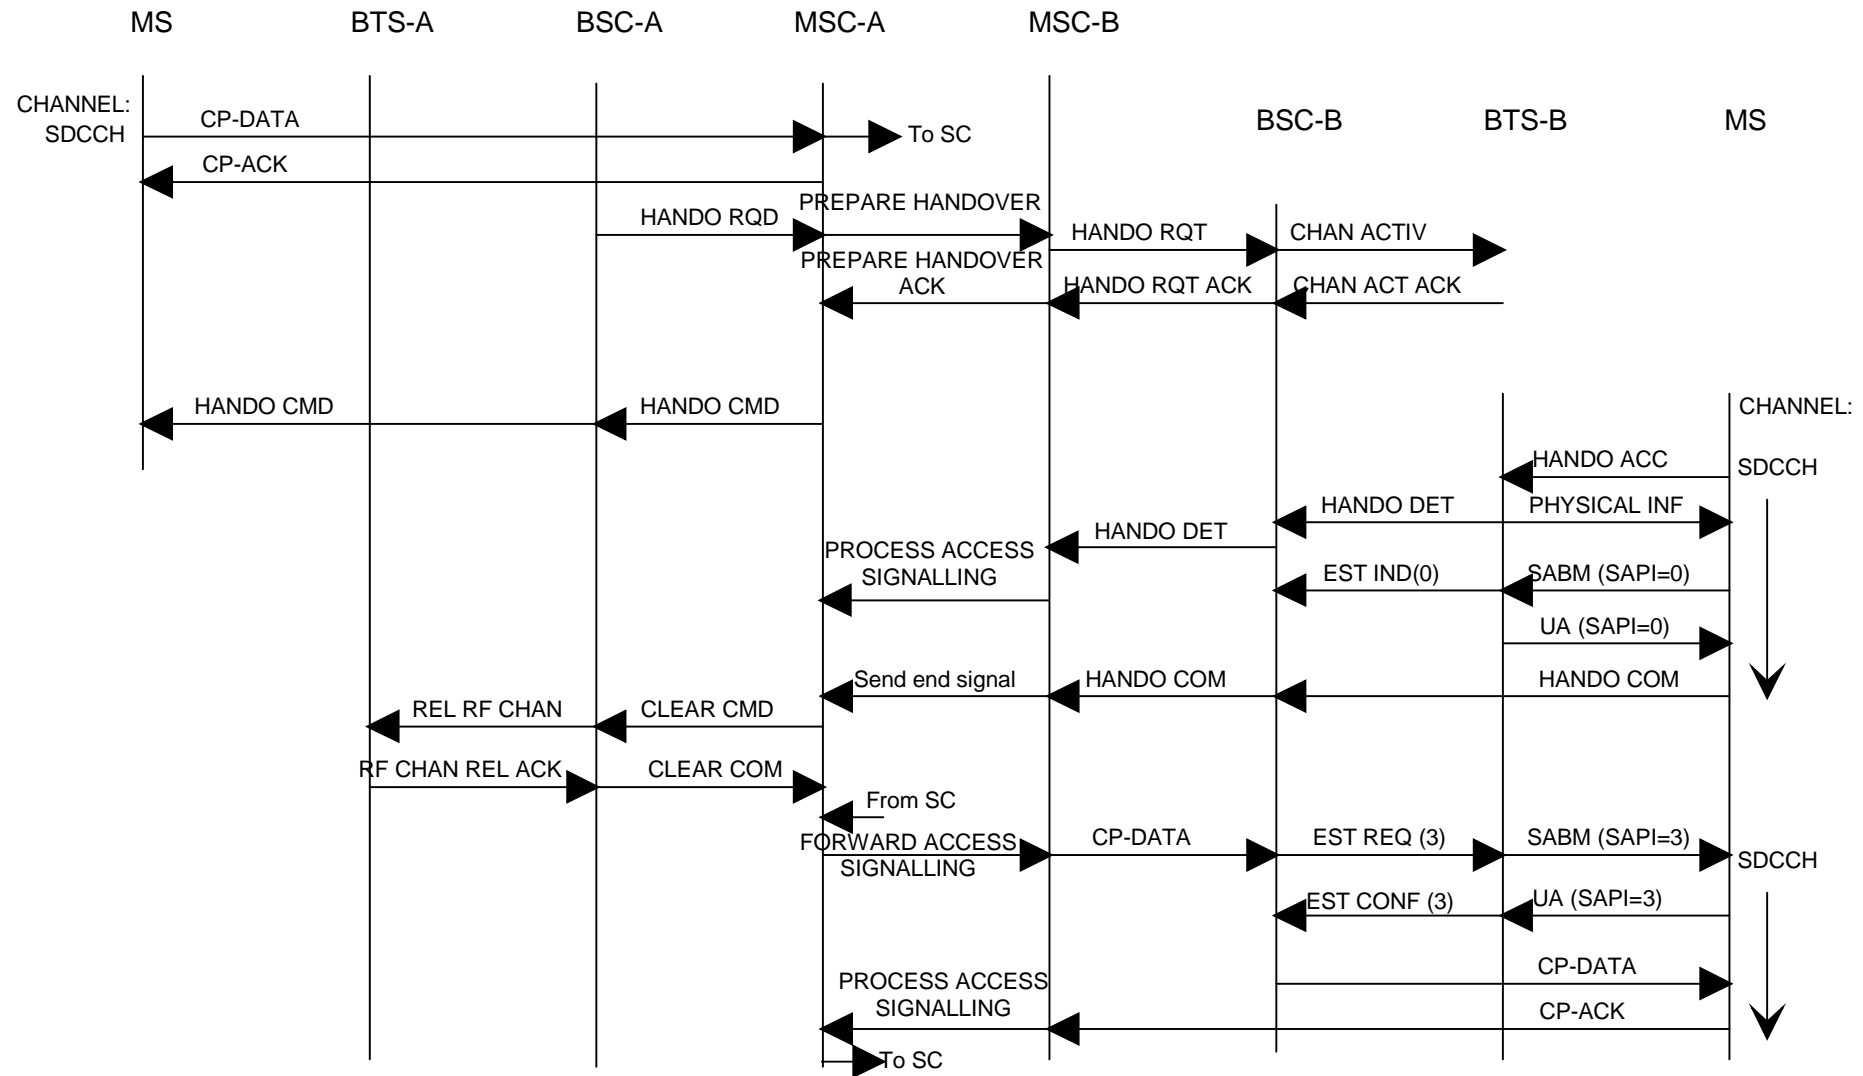 MS BTS-A BSC-A MSC-A MSC-B
CHANNEL:
SDCCH
CP-DATA
To SC
BSC-B BTS-B MS
CP-ACK
PREPARE HANDOVER
HANDO RQD
HANDO RQT
CHAN ACTIV
PREPARE HANDOVER
ACK
HANDO RQT ACK
CHAN ACT ACK
HANDO CMD
HANDO CMD
CHANNEL:
HANDO ACC
SDCCH
HANDO DET
PHYSICAL INF
HANDO DET
PROCESS ACCESS
SIGNALLING
EST IND(0)
SABM (SAPI=0)
UA (SAPI=0)
Send end signal
HANDO COM
HANDO COM
REL RF CHAN
CLEAR CMD
RF CHAN REL ACK
CLEAR COM
From SC
FORWARD ACCESS
SIGNALLING
CP-DATA
EST REQ (3)
SABM (SAPI=3)
SDCCH
EST CONF (3)
UA (SAPI=3)
CP-DATA
PROCESS ACCESS
SIGNALLING
CP-ACK
To SC